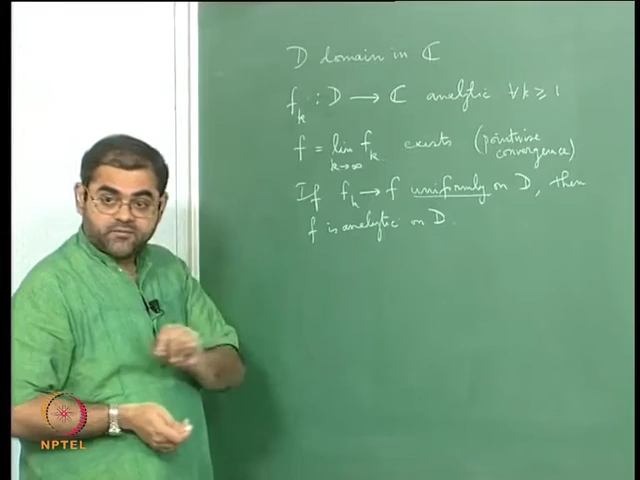 D domain in ℂ
f_k : D ⟶ ℂ analytic ∀k ≥ 1
f = lim_{k→∞} f_k exists (pointwise convergence)
If f_k → f uniformly on D, then
f is analytic on D.
NPTEL